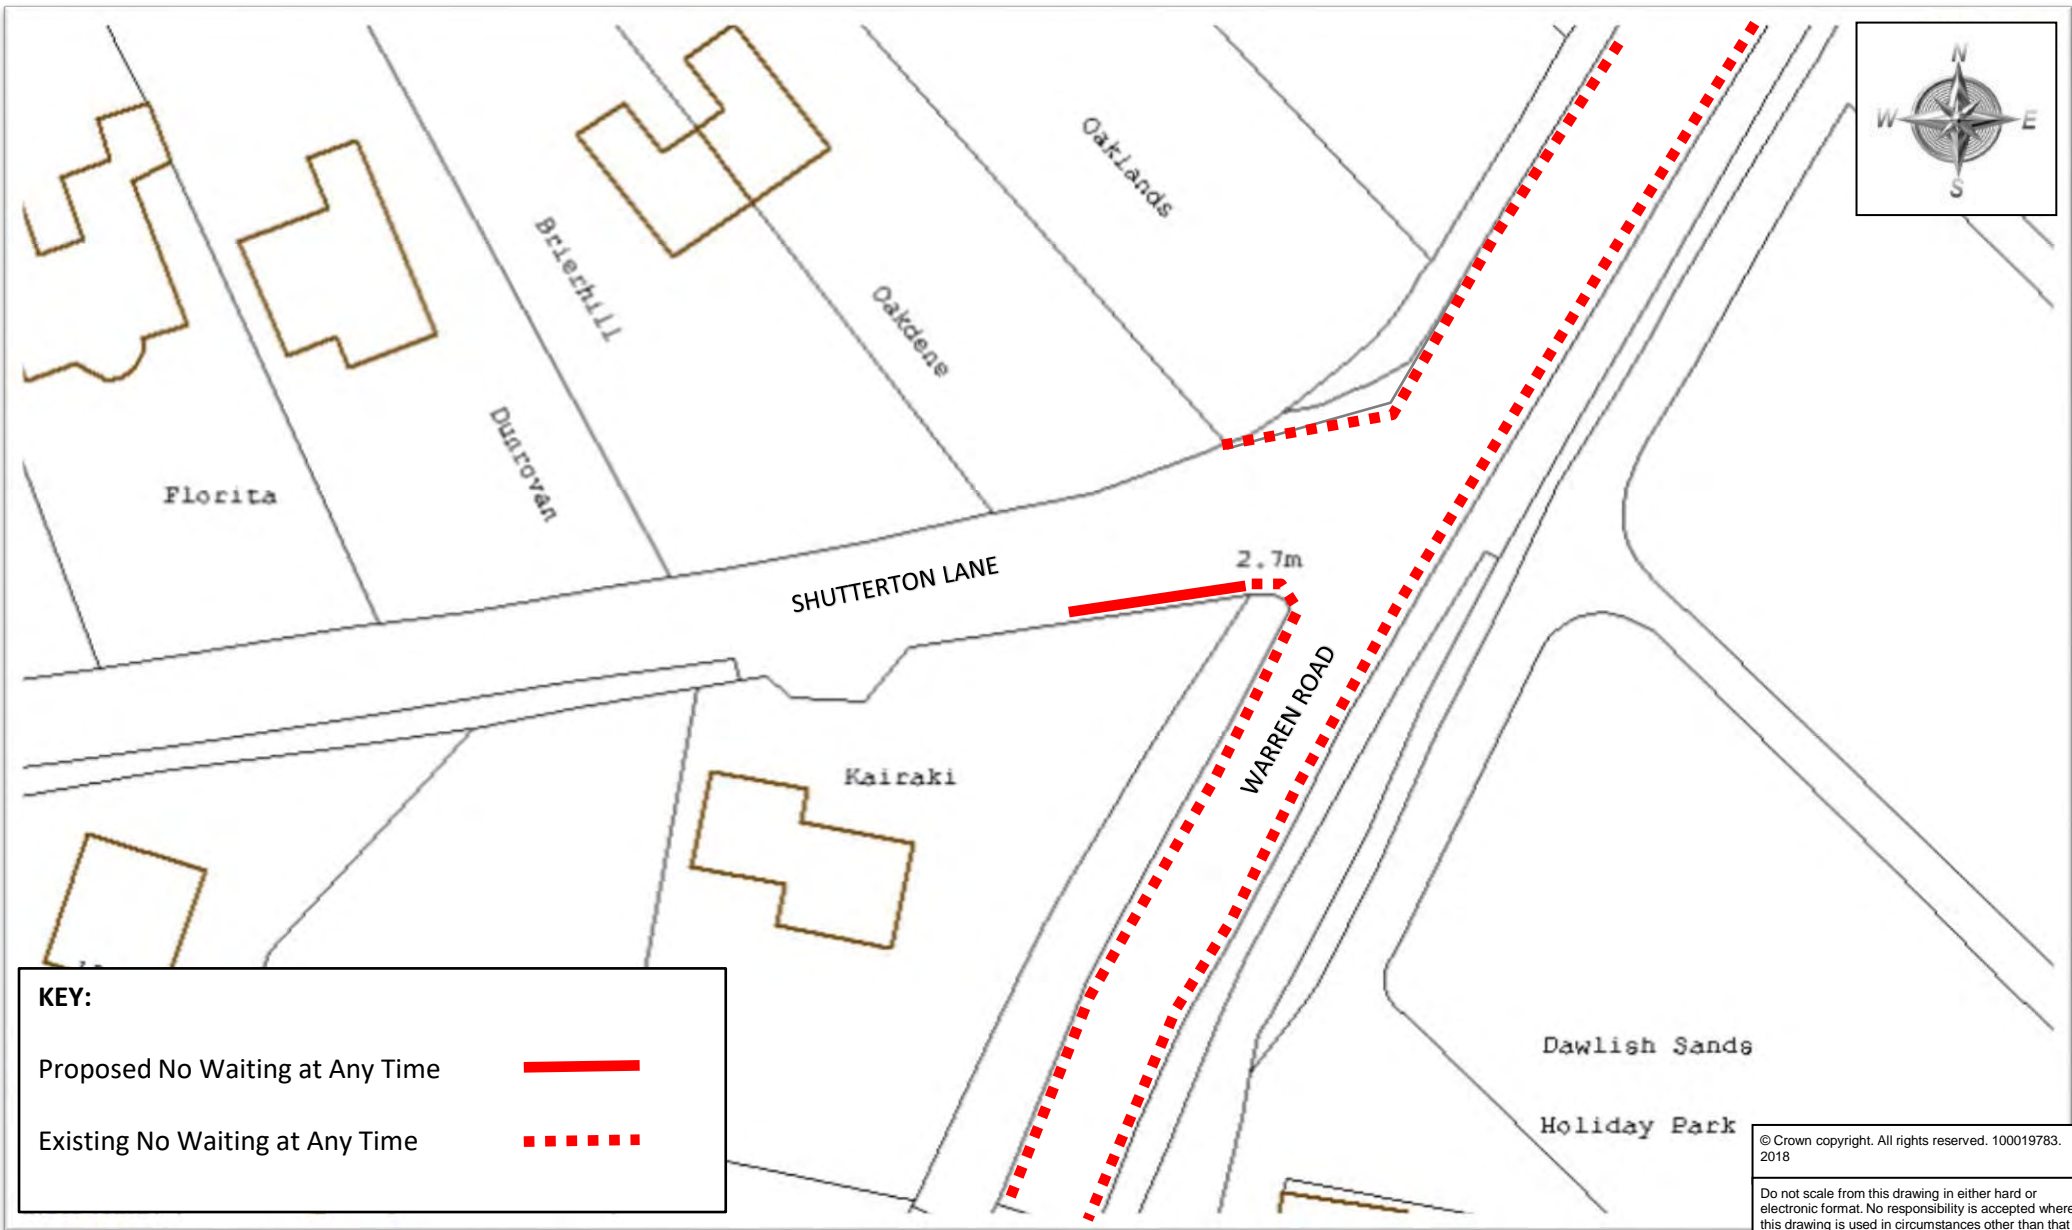 N
W E
S
Oaklands
Brierhill
Oakdene
Dunrovan
Florita
2.7m
SHUTTERTON LANE
WARREN ROAD
Kairaki
KEY:
Proposed No Waiting at Any Time
Existing No Waiting at Any Time
Dawlish Sands
Holiday Park
© Crown copyright. All rights reserved. 100019783.
2018
Do not scale from this drawing in either hard or
electronic format. No responsibility is accepted where
this drawing is used in circumstances other than that